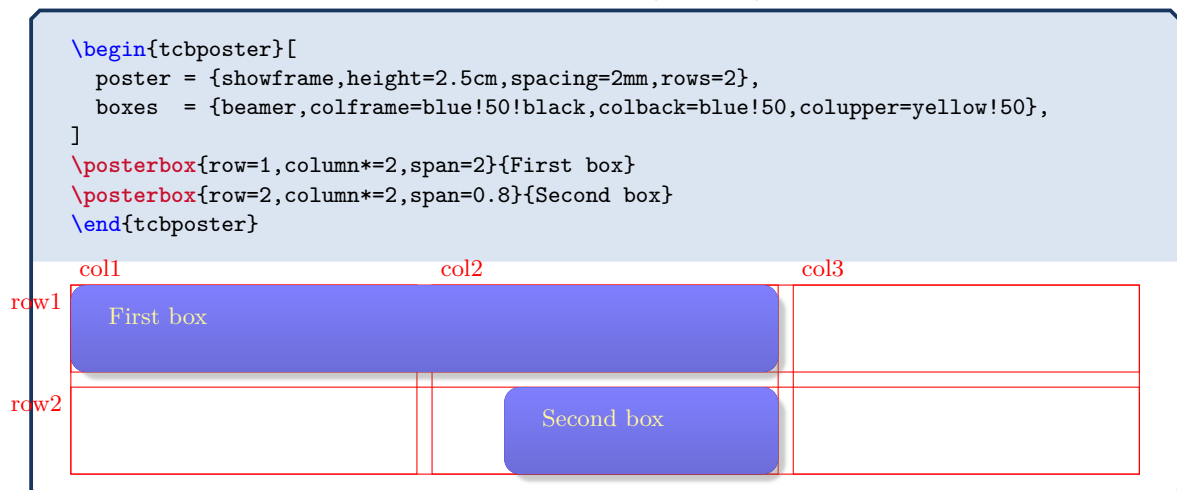 \begin{tcbposter}[
  poster = {showframe,height=2.5cm,spacing=2mm,rows=2},
  boxes  = {beamer,colframe=blue!50!black,colback=blue!50,colupper=yellow!50},
]
\posterbox{row=1,column*=2,span=2}{First box}
\posterbox{row=2,column*=2,span=0.8}{Second box}
\end{tcbposter}
col1 col2 col3
row1
First box
row2
Second box